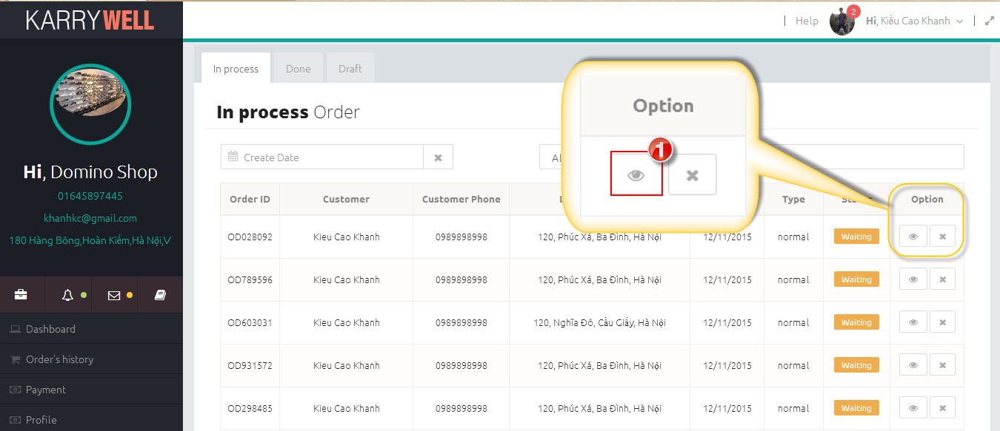 KARRYWELL
Help
2
Hi, Kiều Cao Khanh
In process
Done
Draft
Hi, Domino Shop
01645897445
khanhkc@gmail.com
180 Hàng Bông,Hoàn Kiếm,Hà Nội,V
Dashboard
Order's history
Payment
Profile
In process Order
Create Date
Al
Option
1
Order ID Customer Customer Phone Type Option
OD028092 Kieu Cao Khanh 0989898998 120, Phúc Xá, Ba Đình, Hà Nội 12/11/2015 normal Waiting
OD789596 Kieu Cao Khanh 0989898998 120, Phúc Xá, Ba Đình, Hà Nội 12/11/2015 normal Waiting
OD603031 Kieu Cao Khanh 0989898998 120, Nghĩa Đô, Cầu Giấy, Hà Nội 12/11/2015 normal Waiting
OD931572 Kieu Cao Khanh 0989898998 120, Phúc Xá, Ba Đình, Hà Nội 12/11/2015 normal Waiting
OD298485 Kieu Cao Khanh 0989898998 120, Phúc Xá, Ba Đình, Hà Nội 12/11/2015 normal Waiting